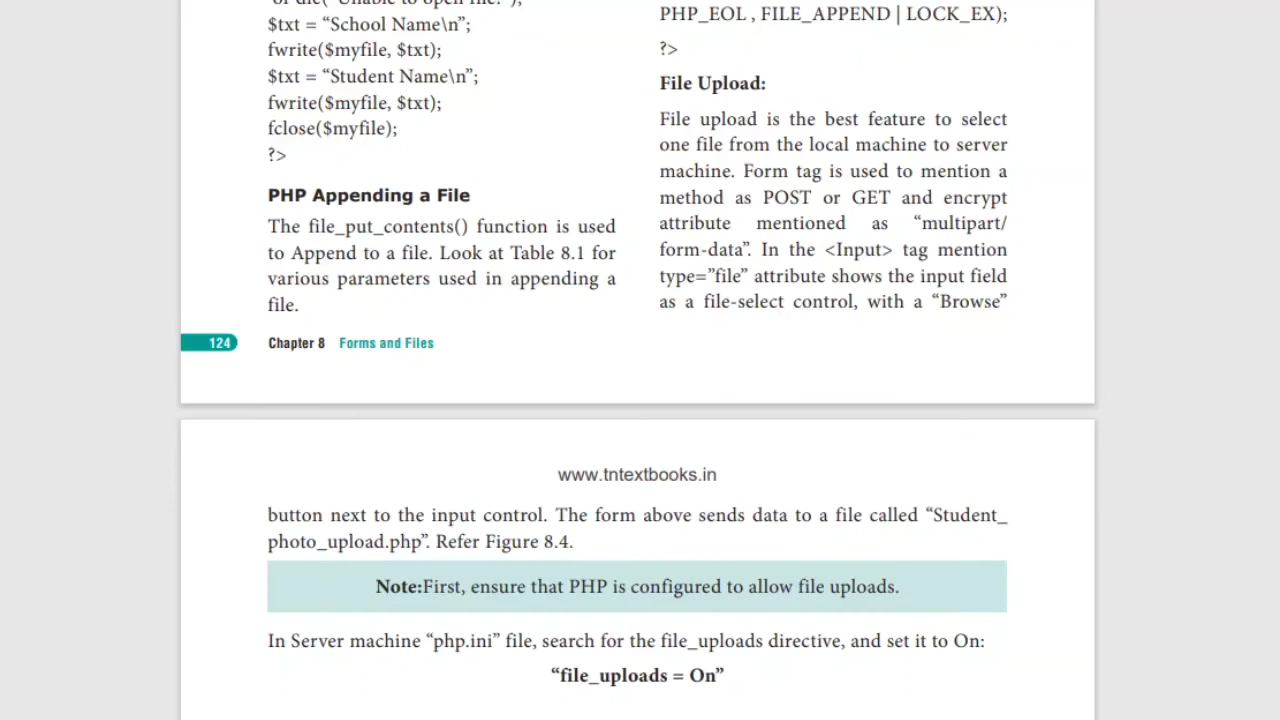 or die("Unable to open file!");
$txt = “School Name\n”;
fwrite($myfile, $txt);
$txt = “Student Name\n”;
fwrite($myfile, $txt);
fclose($myfile);
?>
PHP Appending a File
The file_put_contents() function is used
to Append to a file. Look at Table 8.1 for
various parameters used in appending a
file.
PHP_EOL , FILE_APPEND | LOCK_EX);
?>
File Upload:
File upload is the best feature to select
one file from the local machine to server
machine. Form tag is used to mention a
method as POST or GET and encrypt
attribute mentioned as “multipart/
form-data”. In the <Input> tag mention
type=”file” attribute shows the input field
as a file-select control, with a “Browse”
124 Chapter 8 Forms and Files
www.tntextbooks.in
button next to the input control. The form above sends data to a file called “Student_
photo_upload.php”. Refer Figure 8.4.
Note:First, ensure that PHP is configured to allow file uploads.
In Server machine “php.ini” file, search for the file_uploads directive, and set it to On:
“file_uploads = On”